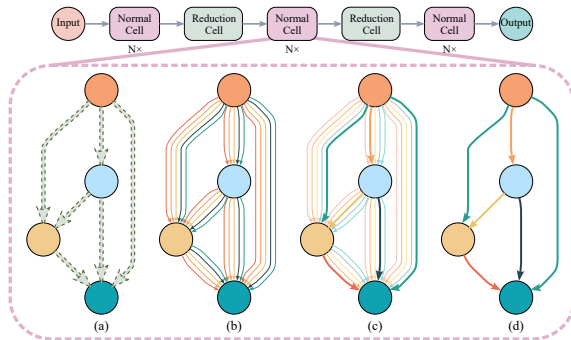 Input
Normal
Cell
Reduction
Cell
Normal
Cell
Reduction
Cell
Normal
Cell
Output
N×
N×
N×
(a)
(b)
(c)
(d)